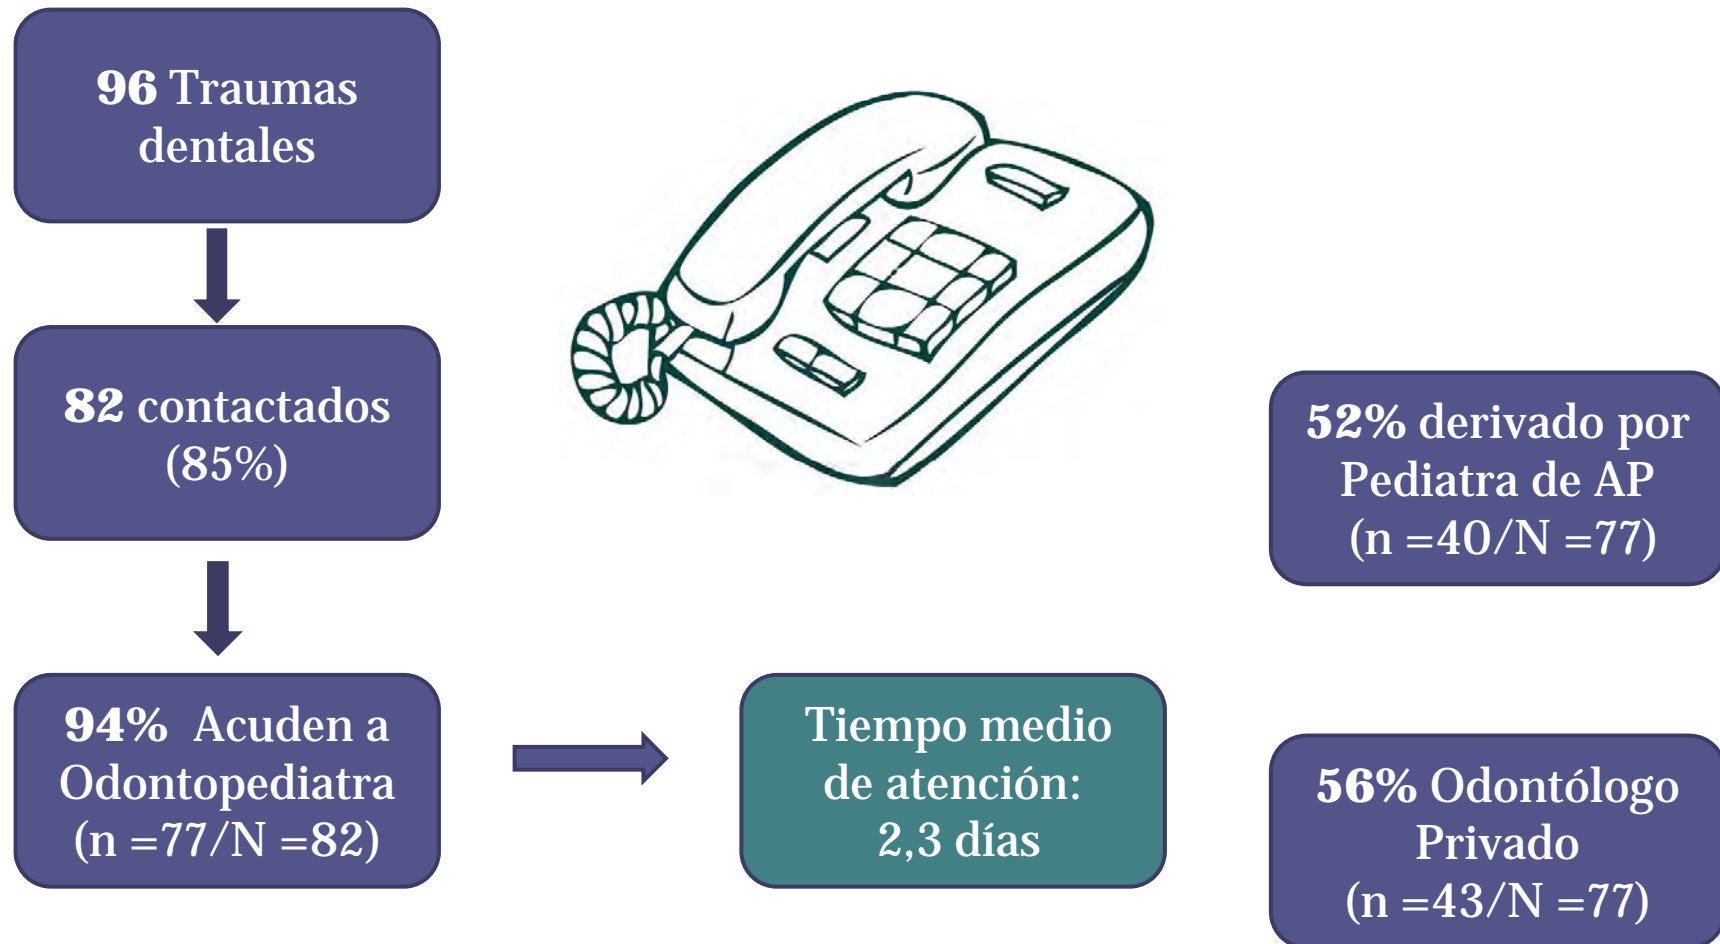 96 Traumas
dentales
82 contactados
(85%)
94% Acuden a
Odontopediatra
(n =77/N =82)
Tiempo medio
de atención:
2,3 días
52% derivado por
Pediatra de AP
(n =40/N =77)
56% Odontólogo
Privado
(n =43/N =77)